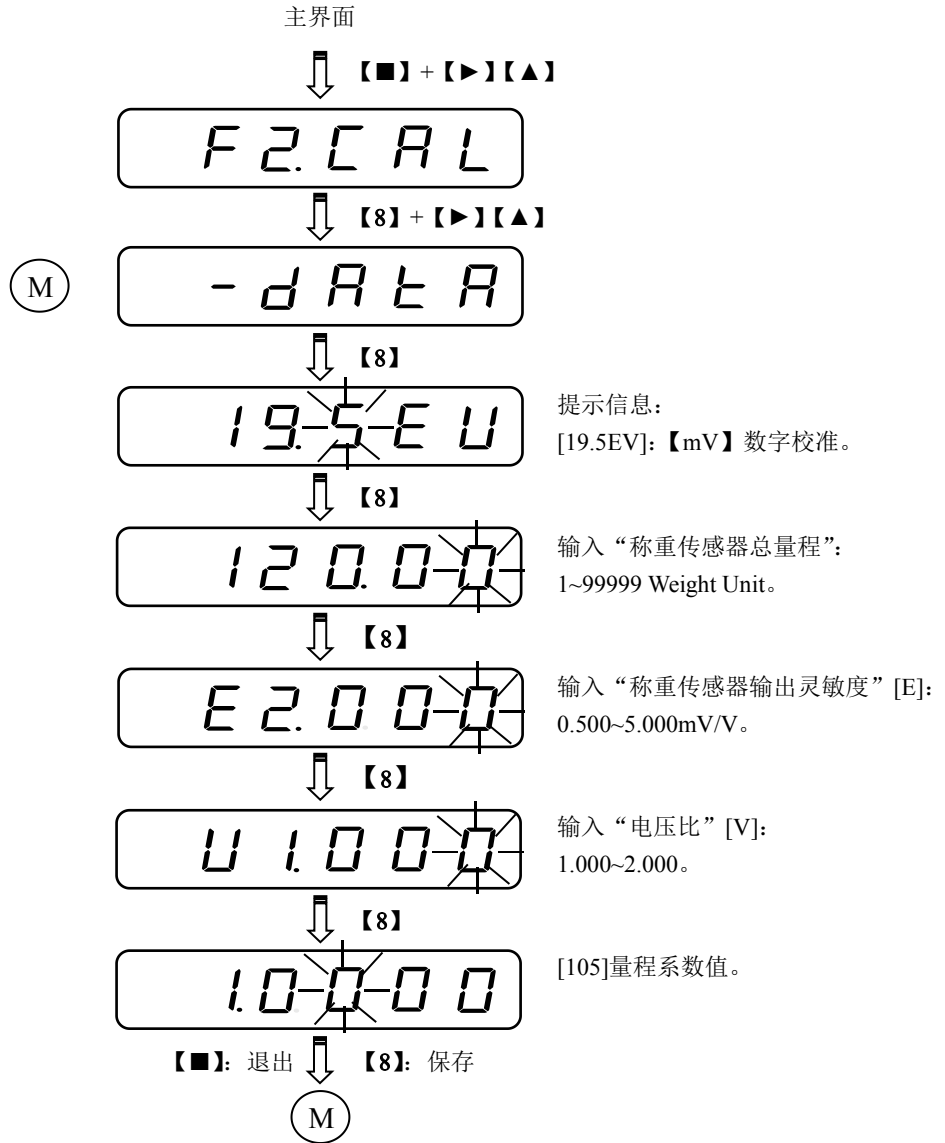 主界面
【■】+【►】【▲】
F2.CAL
【8】+【►】【▲】
M
-dAtA
【8】
19.5EU
提示信息：
[19.5EV]：【mV】数字校准。
【8】
120.00
输入“称重传感器总量程”：
1~99999 Weight Unit。
【8】
E2.000
输入“称重传感器输出灵敏度”[E]：
0.500~5.000mV/V。
【8】
U1.000
输入“电压比”[V]：
1.000~2.000。
【8】
1.0000
[105]量程系数值。
【■】：退出 【8】：保存
M